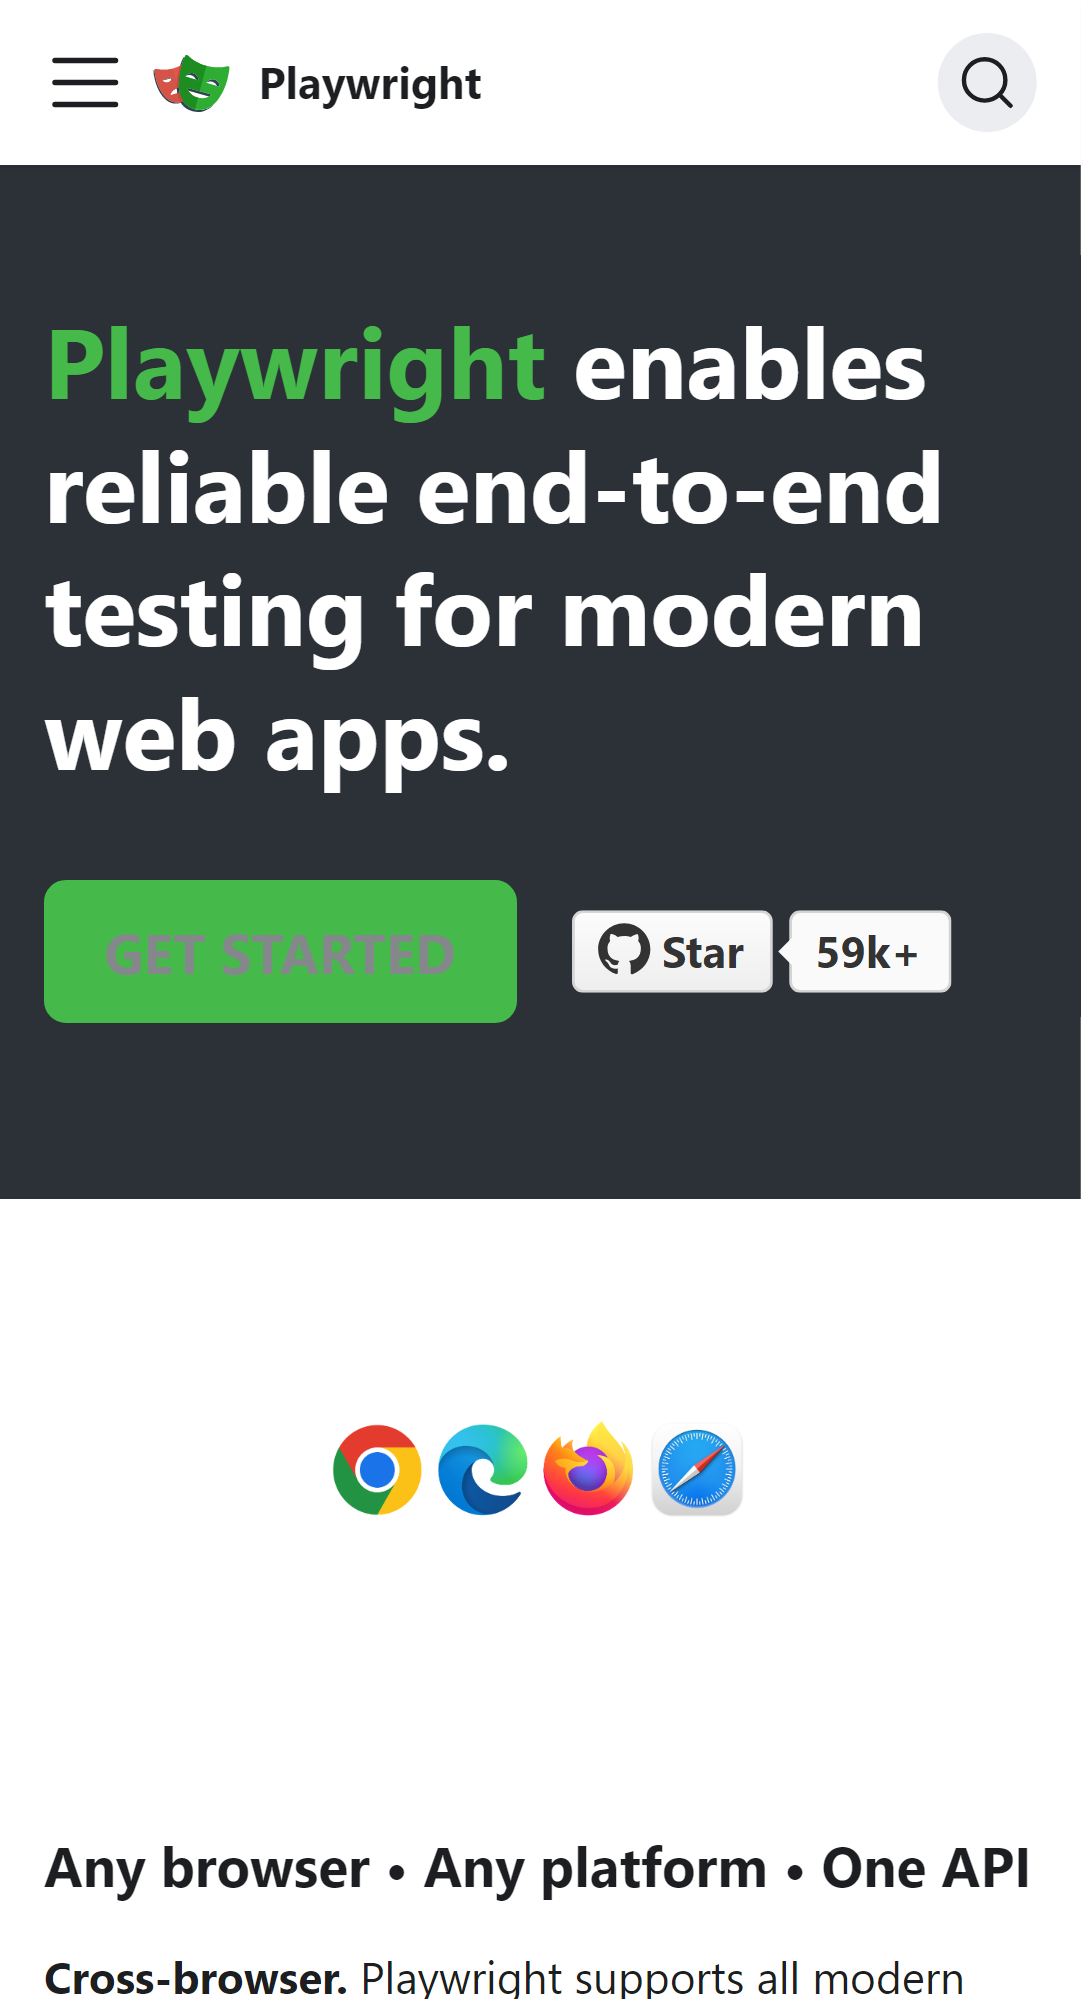 Playwright
Playwright enables
reliable end-to-end
testing for modern
web apps.
GET STARTED
Star
59k+
Any browser • Any platform • One API
Cross-browser. Playwright supports all modern